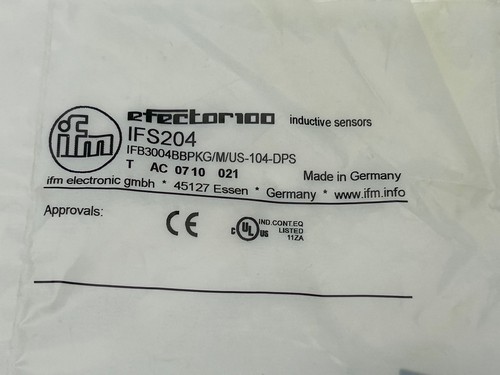 ifm
efector100 inductive sensors
IFS204
IFB3004BBPKG/M/US-104-DPS
T AC 0710 021 Made in Germany
ifm electronic gmbh * 45127 Essen * Germany * www.ifm.info
Approvals:
CE
C UL US
IND.CONT.EQ
LISTED
11ZA